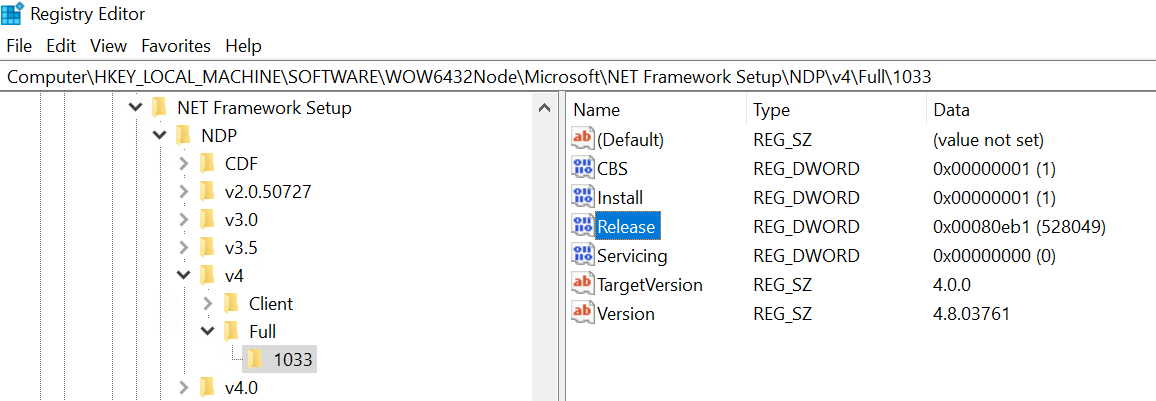 Registry Editor
File Edit View Favorites Help
Computer\HKEY_LOCAL_MACHINE\SOFTWARE\WOW6432Node\Microsoft\NET Framework Setup\NDP\v4\Full\1033
NET Framework Setup
NDP
CDF
v2.0.50727
v3.0
v3.5
v4
Client
Full
1033
v4.0
Name Type Data
(Default) REG_SZ (value not set)
CBS REG_DWORD 0x00000001 (1)
Install REG_DWORD 0x00000001 (1)
Release REG_DWORD 0x00080eb1 (528049)
Servicing REG_DWORD 0x00000000 (0)
TargetVersion REG_SZ 4.0.0
Version REG_SZ 4.8.03761